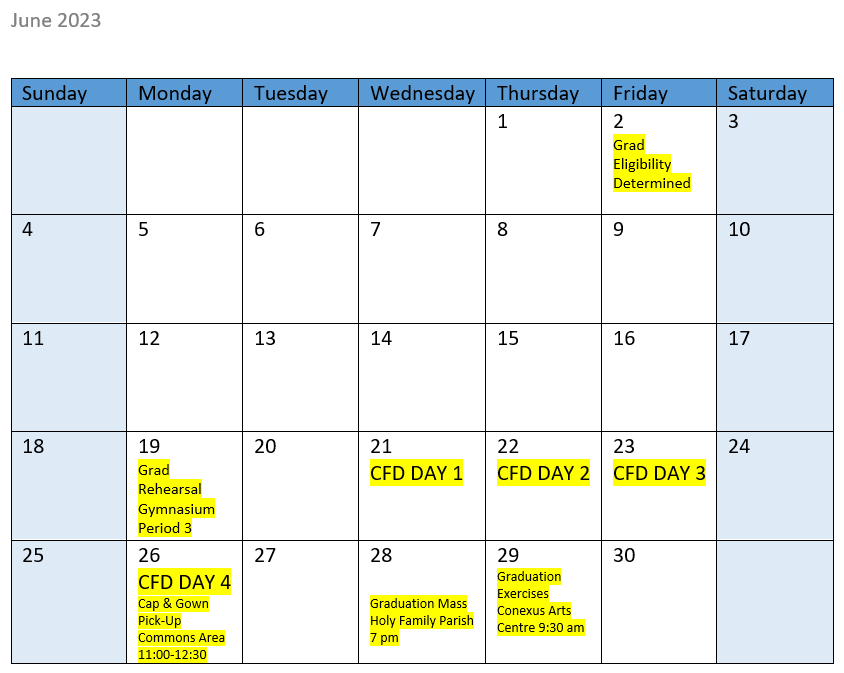 June 2023
Sunday Monday Tuesday Wednesday Thursday Friday Saturday
1 2 3
Grad
Eligibility
Determined
4 5 6 7 8 9 10
11 12 13 14 15 16 17
18 19 20 21 22 23 24
Grad
Rehearsal
Gymnasium
Period 3
CFD DAY 1
CFD DAY 2
CFD DAY 3
25 26 27 28 29 30
CFD DAY 4
Cap & Gown
Pick-Up
Commons Area
11:00-12:30
Graduation Mass
Holy Family Parish
7 pm
Graduation
Exercises
Conexus Arts
Centre 9:30 am